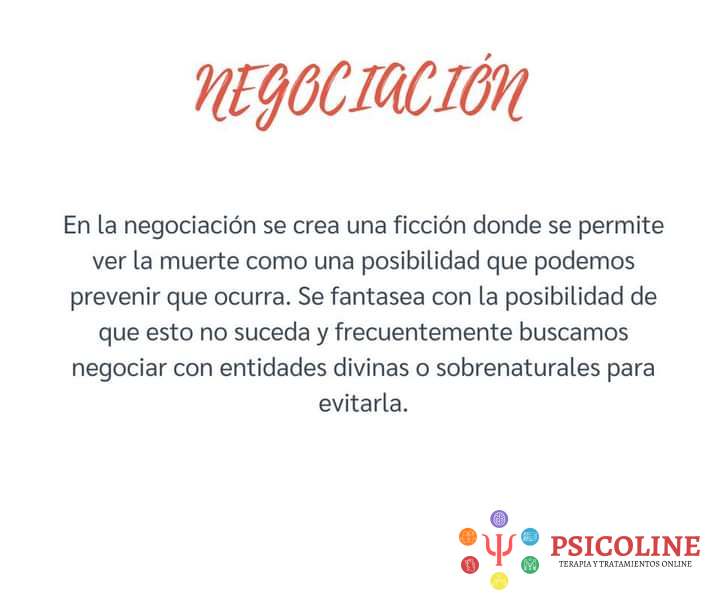 NEGOCIACIÓN
En la negociación se crea una ficción donde se permite
ver la muerte como una posibilidad que podemos
prevenir que ocurra. Se fantasea con la posibilidad de
que esto no suceda y frecuentemente buscamos
negociar con entidades divinas o sobrenaturales para
evitarla.
PSICOLINE
TERAPIA Y TRATAMIENTOS ONLINE